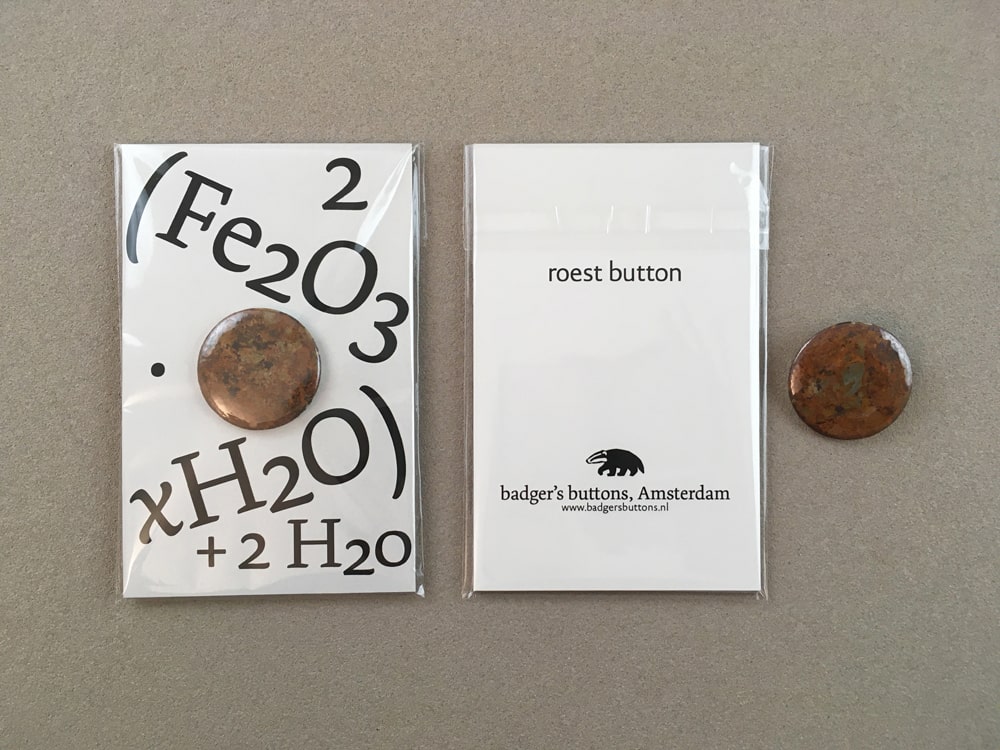 2
(Fe2O3
·
xH2O)
+ 2 H2O
roest button
badger's buttons, Amsterdam
www.badgersbuttons.nl